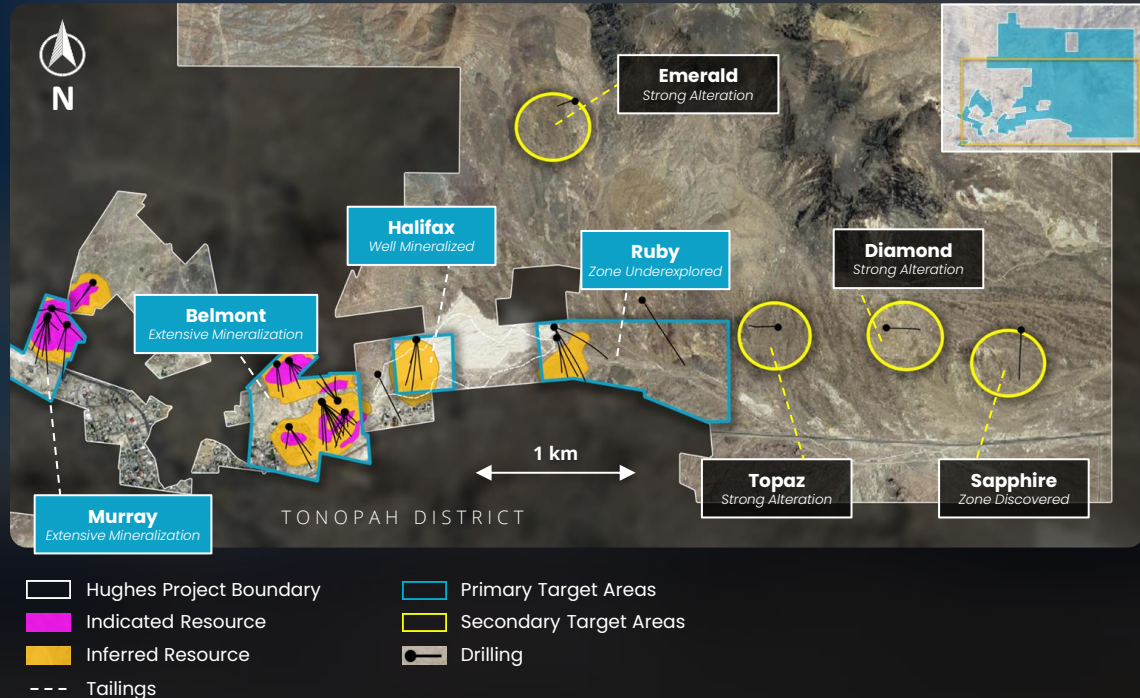 N
Emerald
Strong Alteration
Halifax
Well Mineralized
Ruby
Zone Underexplored
Diamond
Strong Alteration
Belmont
Extensive Mineralization
1 km
Topaz
Strong Alteration
Sapphire
Zone Discovered
Murray
Extensive Mineralization
TONOPAH DISTRICT
Hughes Project Boundary
Indicated Resource
Inferred Resource
Tailings
Primary Target Areas
Secondary Target Areas
Drilling